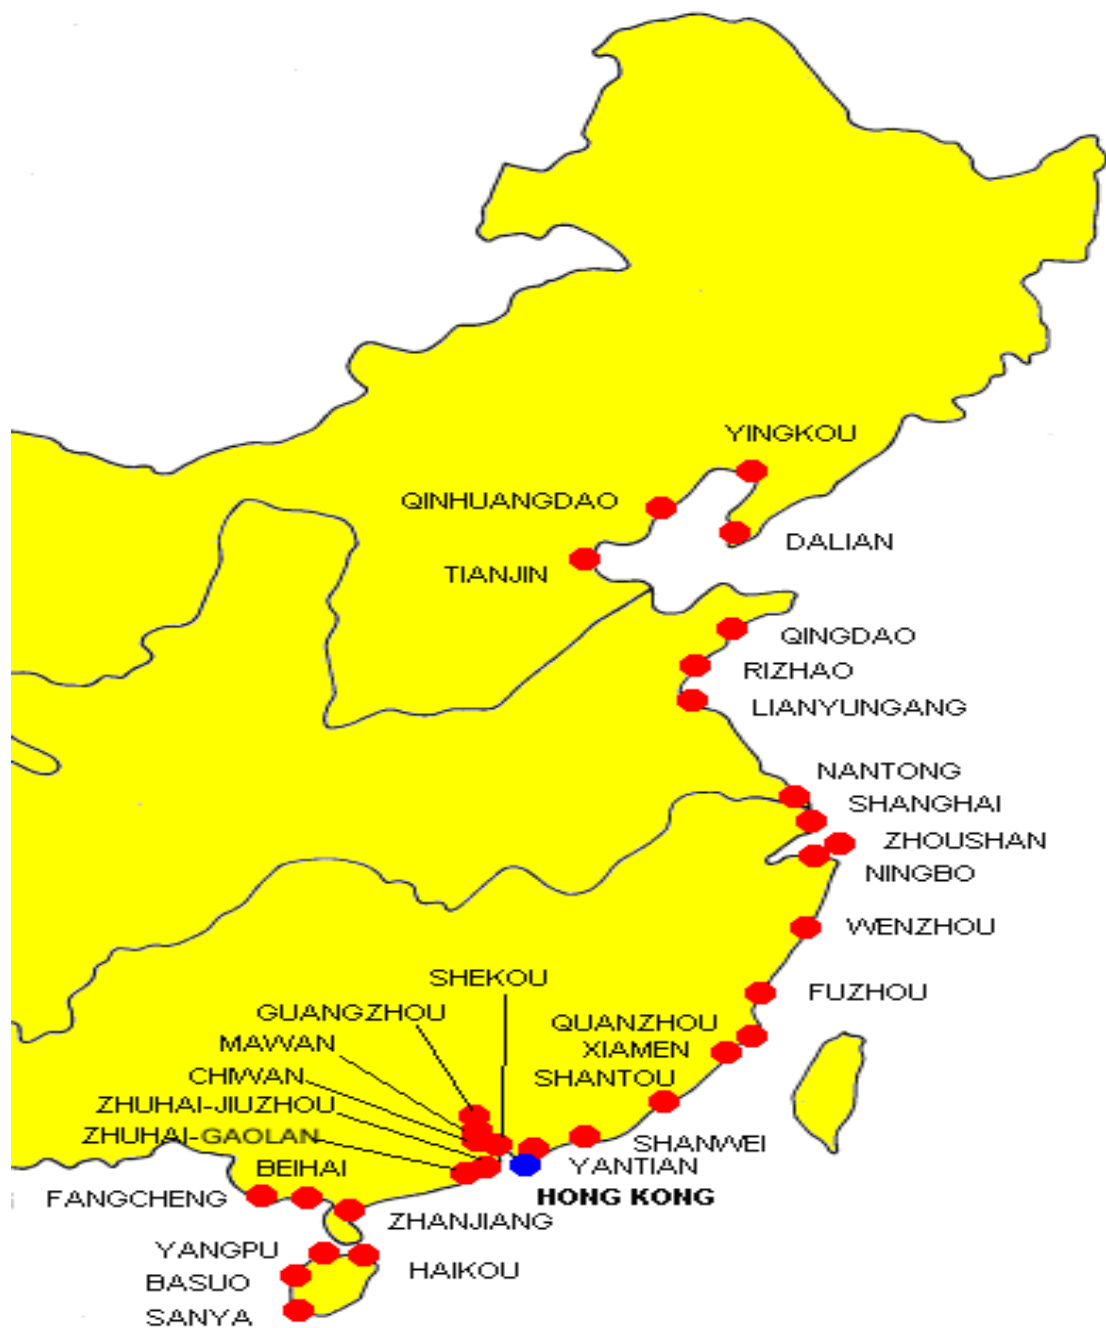 YINGKOU
QINHUANGDAO
DALIAN
TIANJIN
QINGDAO
RIZHAO
LIANYUNGANG
NANTONG
SHANGHAI
ZHOUSHAN
NINGBO
WENZHOU
SHEKOU
FUZHOU
GUANGZHOU
QUANZHOU
MAWAN
XIAMEN
CHIWAN
SHANTOU
ZHUHAI-JIUZHOU
ZHUHAI-GAOLAN
SHANWEI
BEIHAI
YANTIAN
FANGCHENG
HONG KONG
ZHANJIANG
YANGPU
HAIKOU
BASUO
SANYA